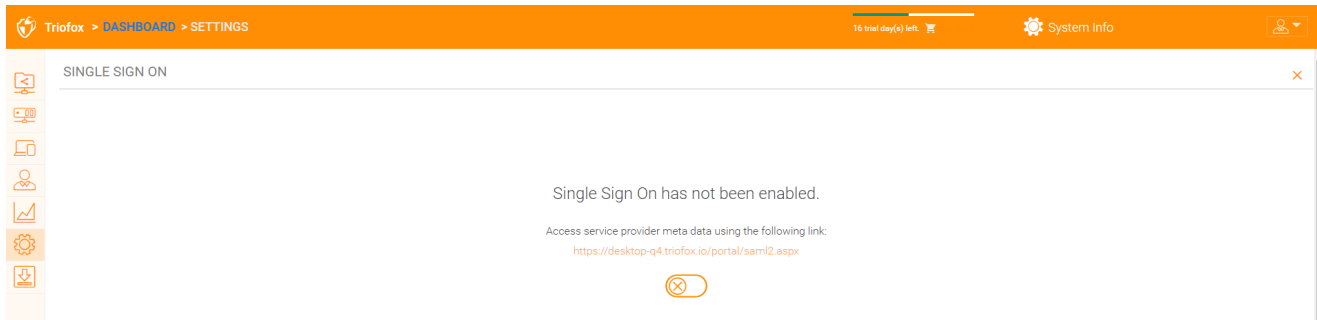 Triofox > DASHBOARD > SETTINGS
16 trial day(s) left.
System Info
SINGLE SIGN ON
Single Sign On has not been enabled.
Access service provider meta data using the following link:
https://desktop-q4.triofox.io/portal/saml2.aspx